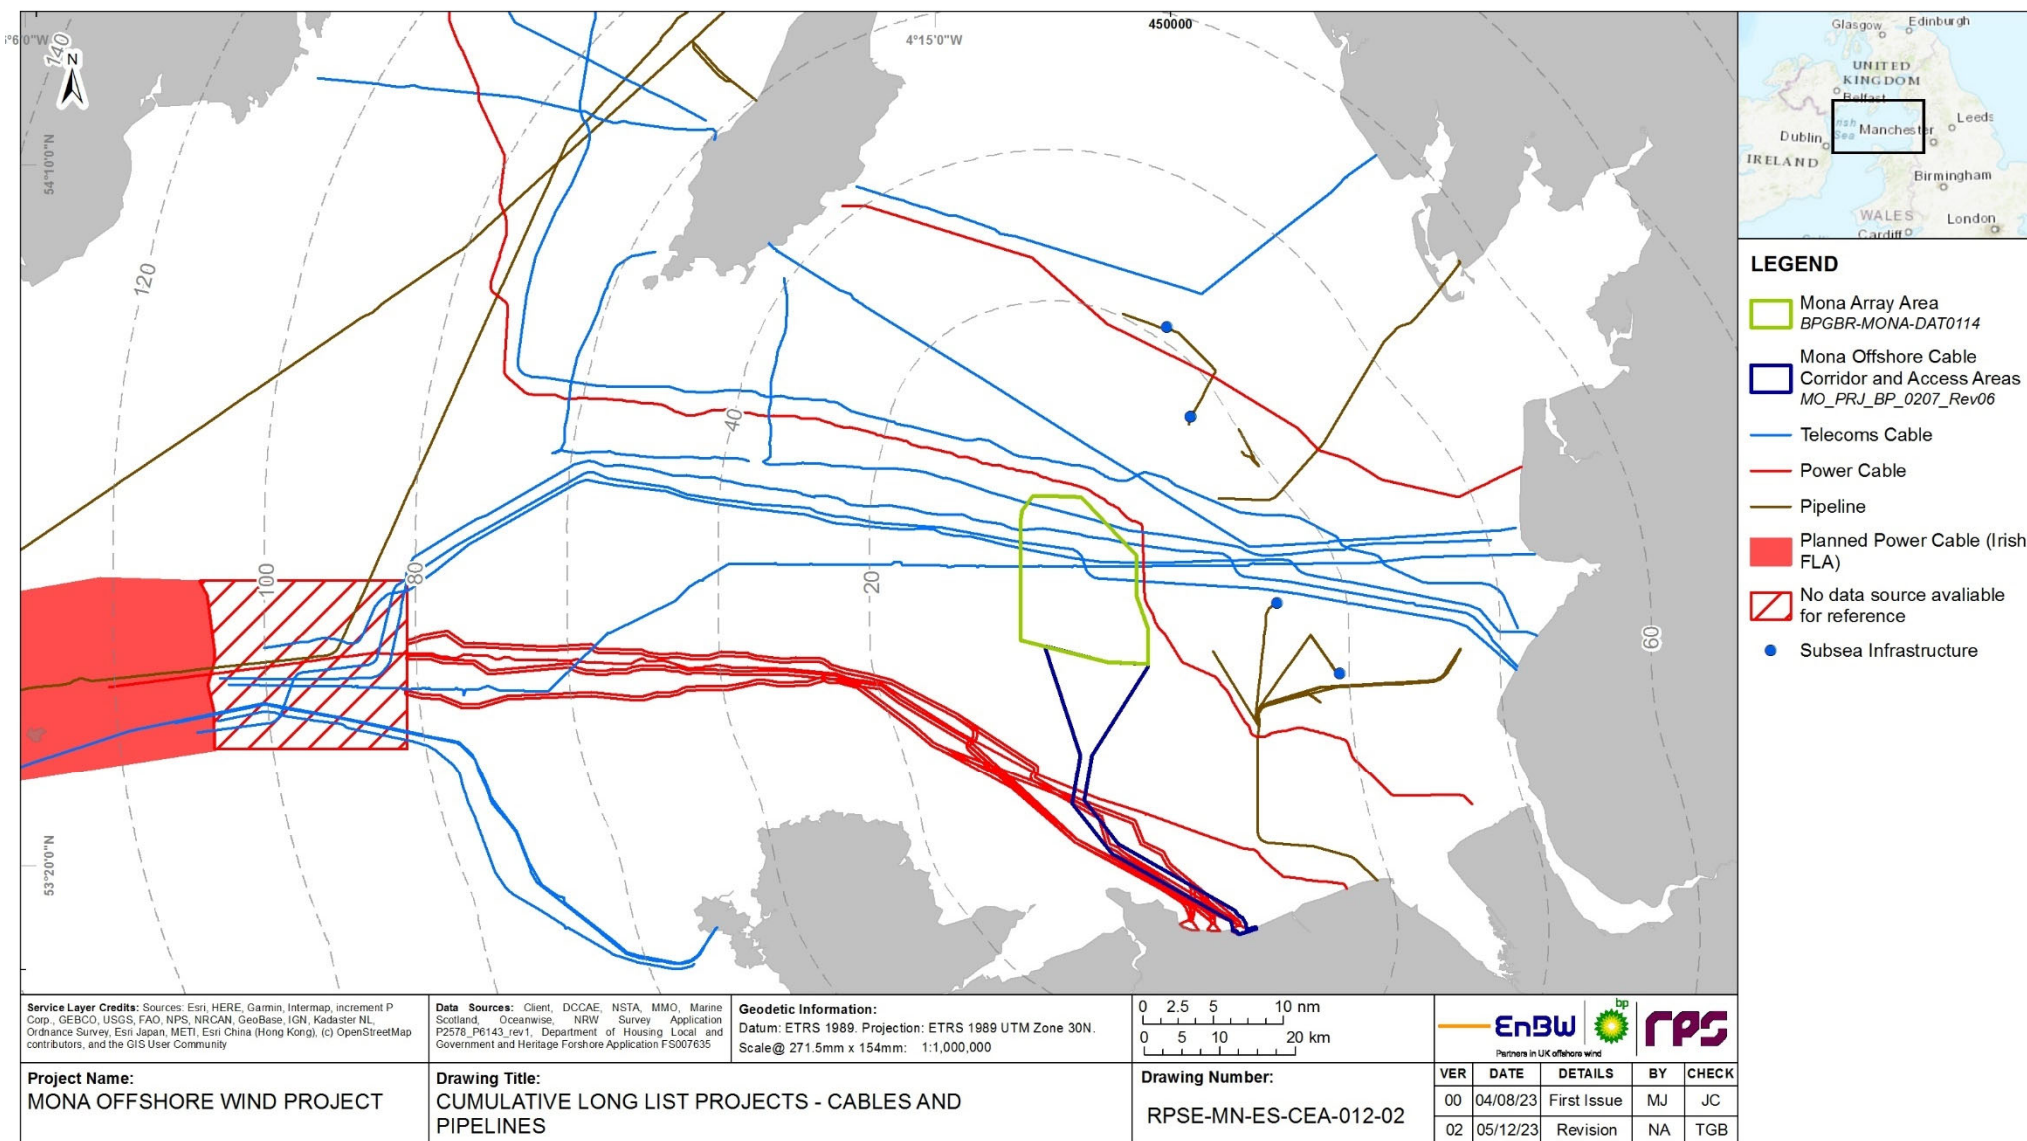 450000
6°6'0"W
4°15'0"W
140
N
54°10'0"N
120
40
100
80
20
60
53°20'0"N
Glasgow
Edinburgh
UNITED
KINGDOM
Belfast
Irish
Sea
Leeds
Dublin
Manchester
IRELAND
Birmingham
WALES
London
Cardiff
LEGEND
Mona Array Area
BPGBR-MONA-DAT0114
Mona Offshore Cable
Corridor and Access Areas
MO_PRJ_BP_0207_Rev06
Telecoms Cable
Power Cable
Pipeline
Planned Power Cable (Irish
FLA)
No data source avaliable
for reference
Subsea Infrastructure
Service Layer Credits: Sources: Esri, HERE, Garmin, Intermap, increment P
Corp., GEBCO, USGS, FAO, NPS, NRCAN, GeoBase, IGN, Kadaster NL,
Ordnance Survey, Esri Japan, METI, Esri China (Hong Kong), (c) OpenStreetMap
contributors, and the GIS User Community
Data Sources: Client, DCCAE, NSTA, MMO, Marine
Scotland, Oceanwise, NRW Survey Application
P2578_P6143_rev1, Department of Housing Local and
Government and Heritage Forshore Application FS007635
Geodetic Information:
Datum: ETRS 1989. Projection: ETRS 1989 UTM Zone 30N.
Scale@ 271.5mm x 154mm: 1:1,000,000
0 2.5 5 10 nm
0 5 10 20 km
EnBW
bp
rps
Partners in UK offshore wind
Project Name:
MONA OFFSHORE WIND PROJECT
Drawing Title:
CUMULATIVE LONG LIST PROJECTS - CABLES AND
PIPELINES
Drawing Number:
RPSE-MN-ES-CEA-012-02
VER DATE DETAILS BY CHECK
00 04/08/23 First Issue MJ JC
02 05/12/23 Revision NA TGB